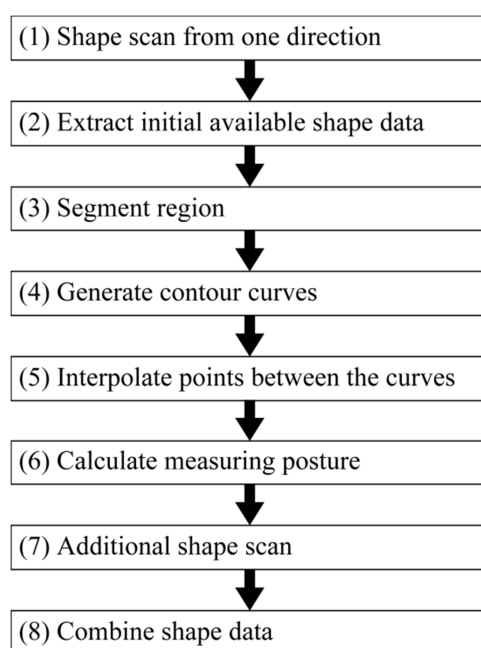 (1) Shape scan from one direction
(2) Extract initial available shape data
(3) Segment region
(4) Generate contour curves
(5) Interpolate points between the curves
(6) Calculate measuring posture
(7) Additional shape scan
(8) Combine shape data